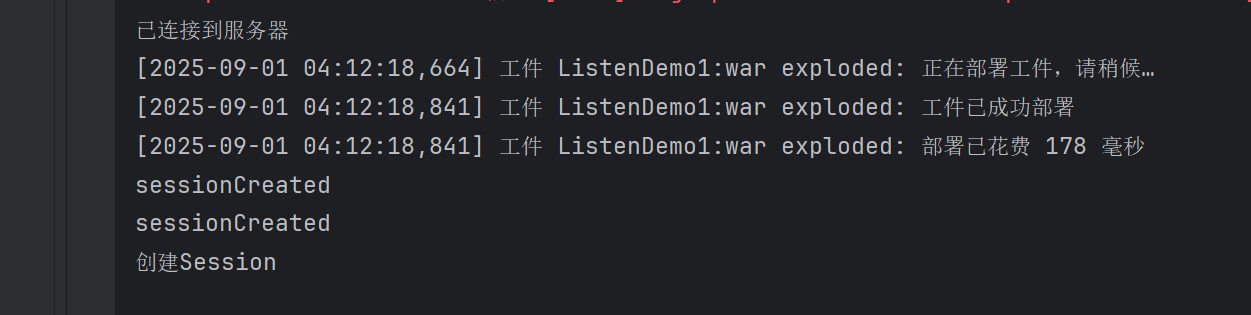 已连接到服务器
[2025-09-01 04:12:18,664] 工件 ListenDemo1:war exploded: 正在部署工件，请稍候…
[2025-09-01 04:12:18,841] 工件 ListenDemo1:war exploded: 工件已成功部署
[2025-09-01 04:12:18,841] 工件 ListenDemo1:war exploded: 部署已花费 178 毫秒
sessionCreated
sessionCreated
创建Session